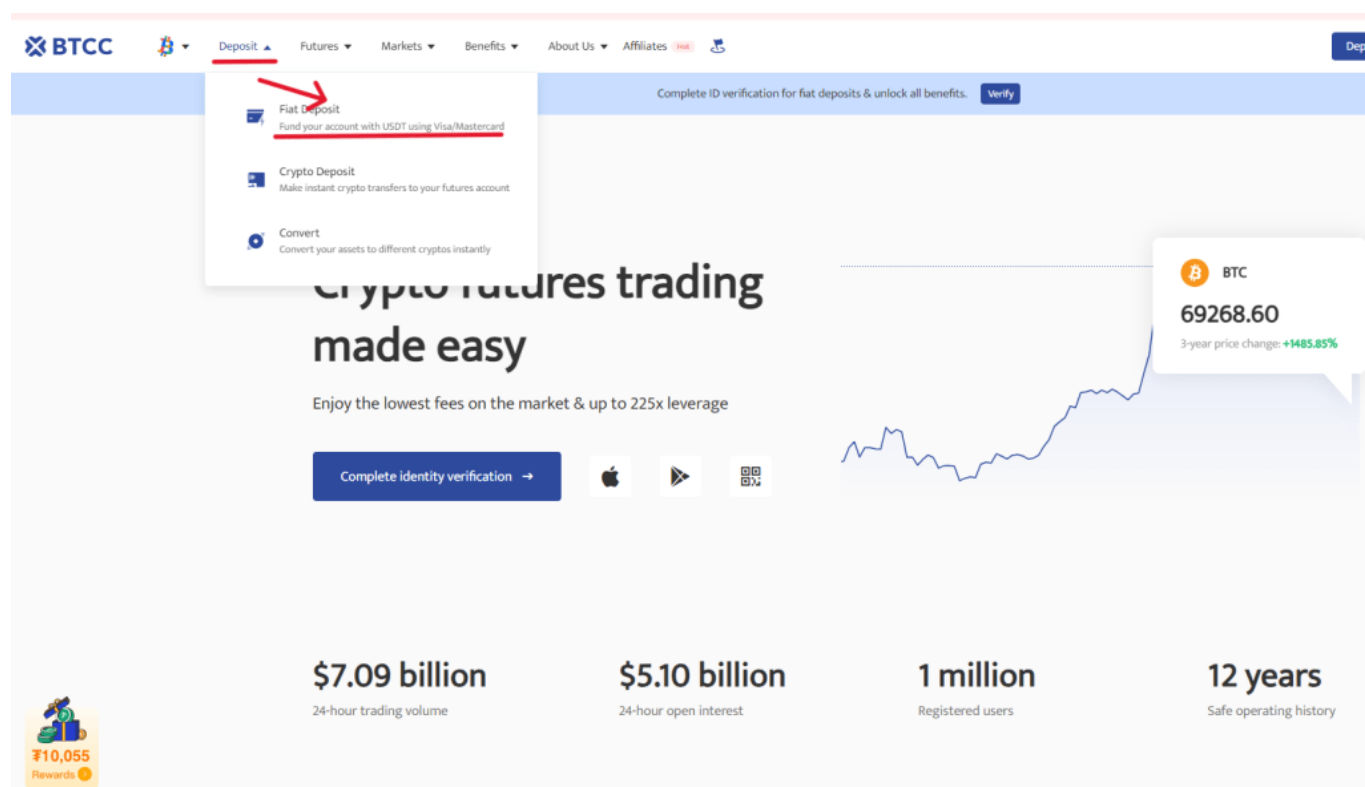 BTCC
Deposit
Futures
Markets
Benefits
About Us
Affiliates
Hot
Complete ID verification for fiat deposits & unlock all benefits.
Verify
Fiat Deposit
Fund your account with USDT using Visa/Mastercard
Crypto Deposit
Make instant crypto transfers to your futures account
Convert
Convert your assets to different cryptos instantly
Crypto futures trading
made easy
Enjoy the lowest fees on the market & up to 225x leverage
Complete identity verification →
BTC
69268.60
3-year price change: +1485.85%
$7.09 billion
24-hour trading volume
$5.10 billion
24-hour open interest
1 million
Registered users
12 years
Safe operating history
₮10,055
Rewards